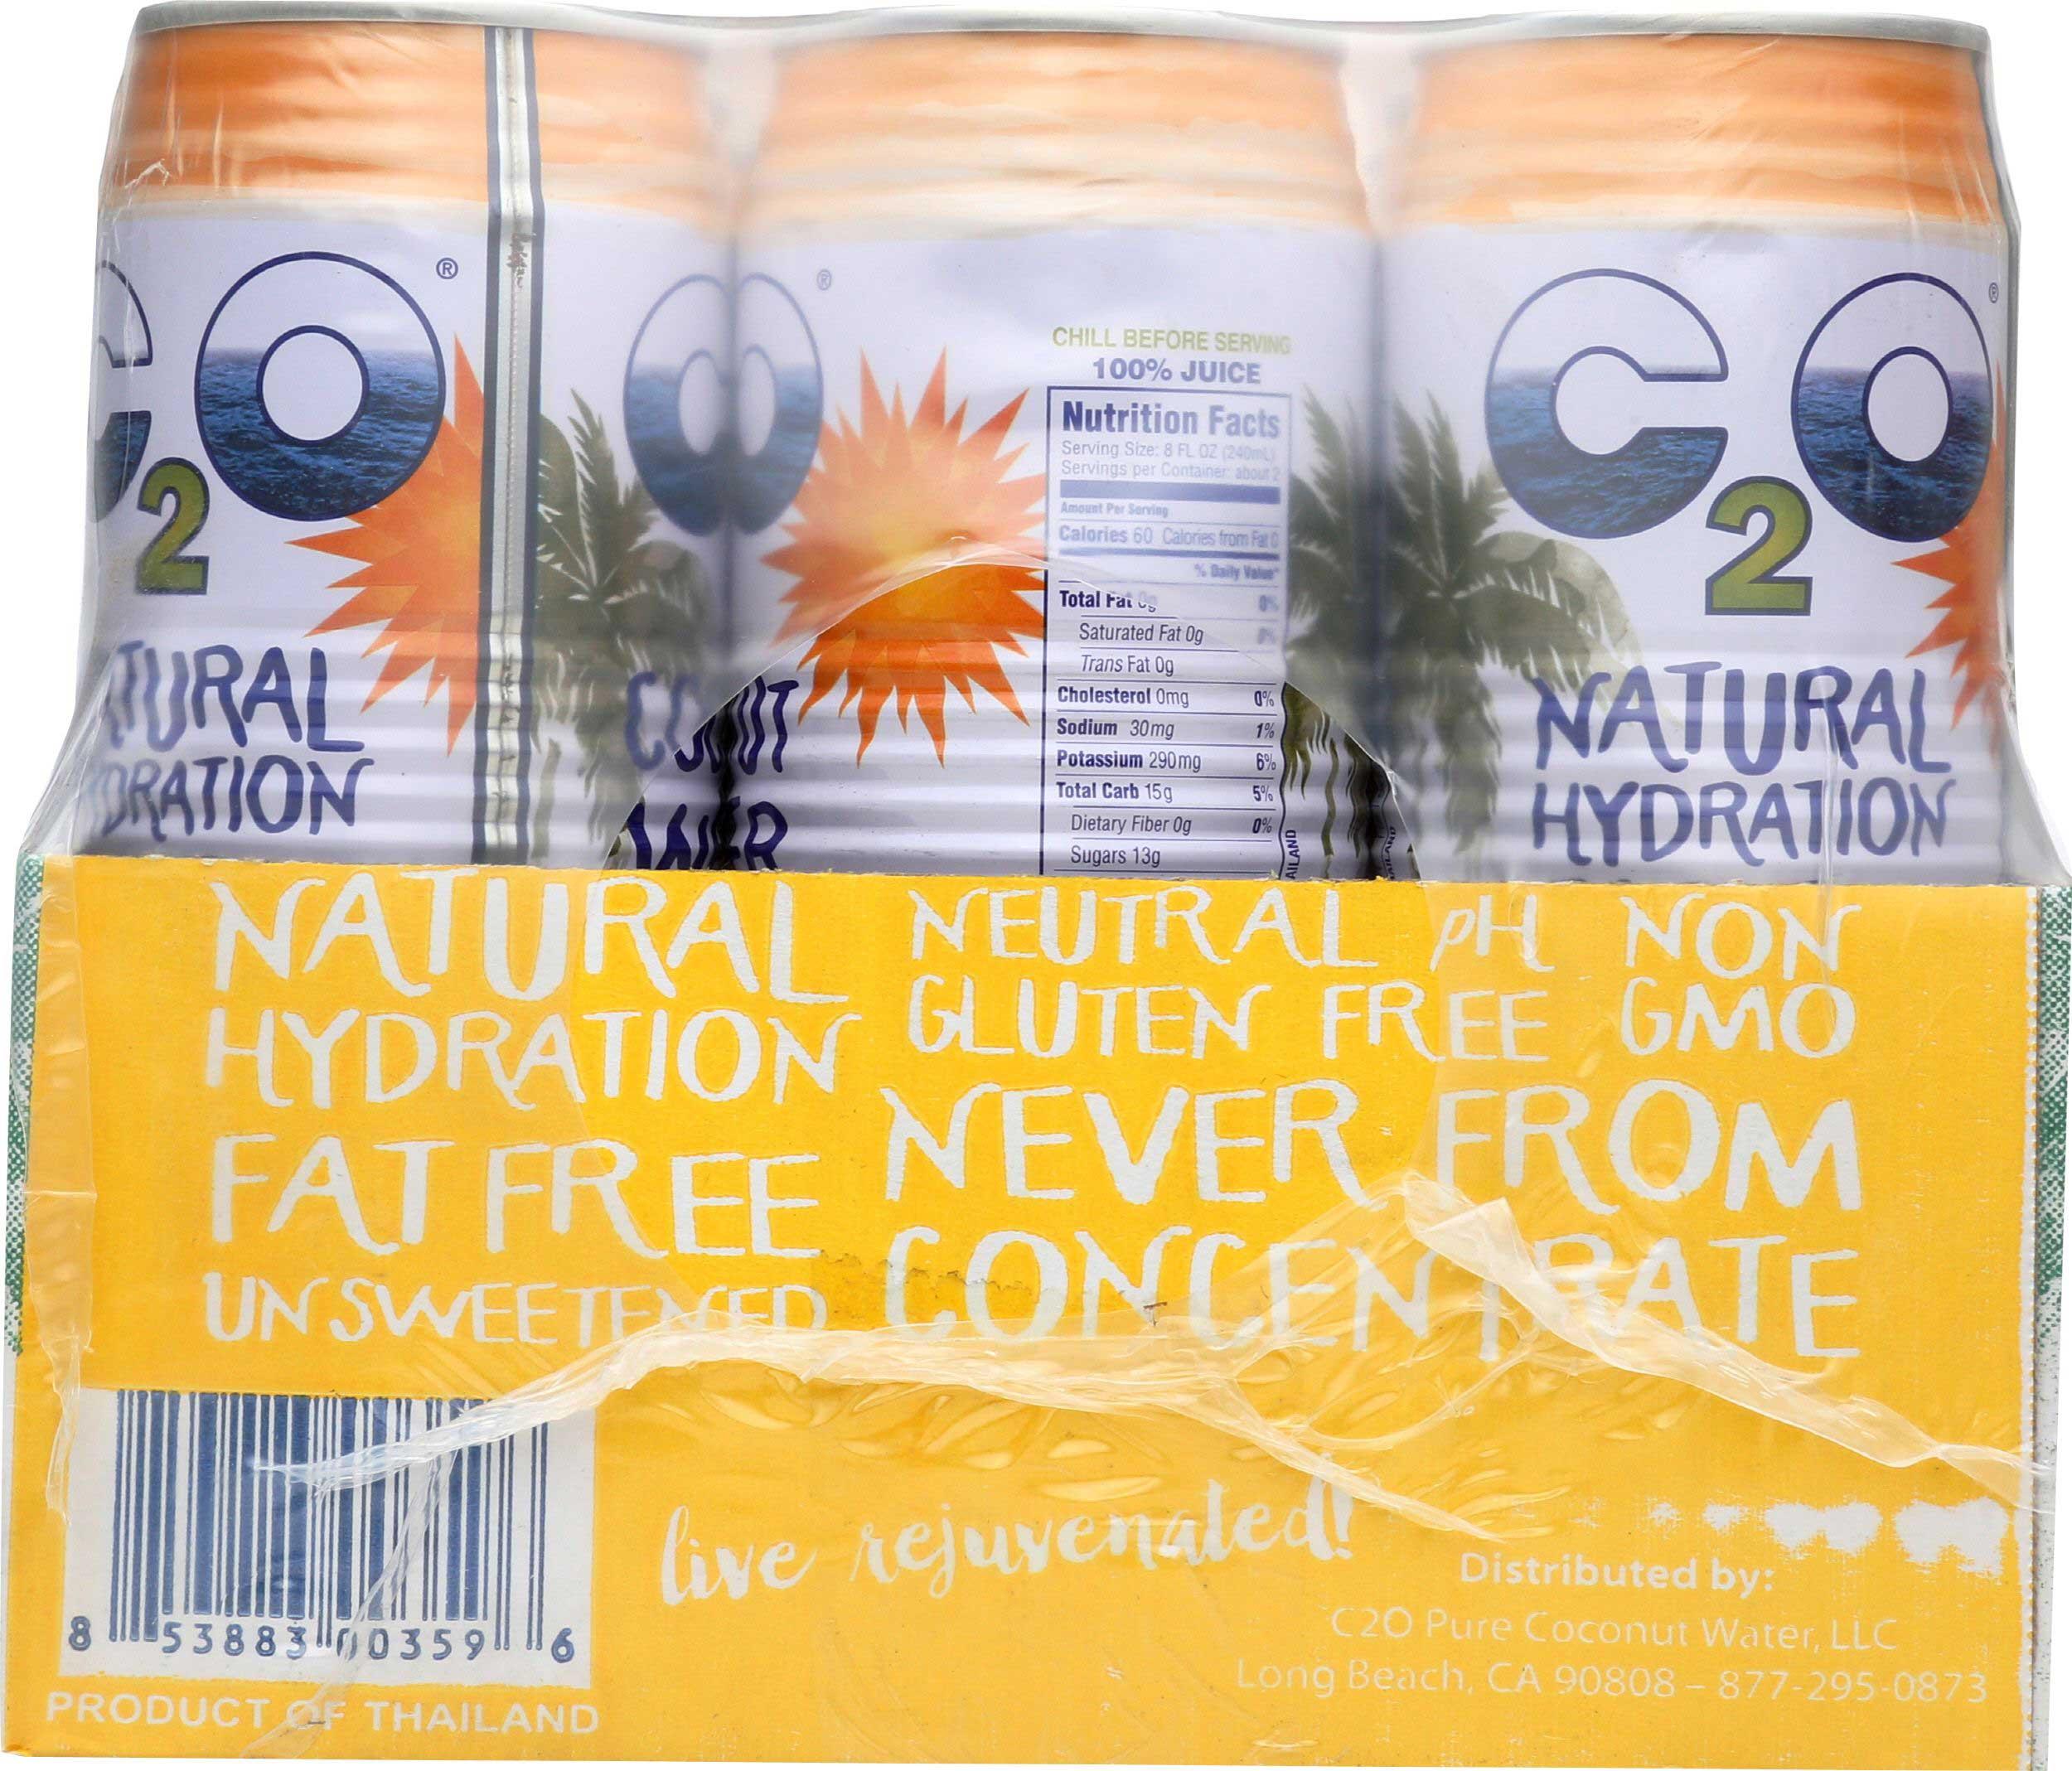 C2O ®
NATURAL
HYDRATION
®
CHILL BEFORE SERVING
100% JUICE
Nutrition Facts
Serving Size: 8 FL OZ (240mL)
Servings per Container: about 2
Amount Per Serving
Calories 60 Calories from Fat 0
% Daily Value*
Total Fat 0g 0%
Saturated Fat 0g 0%
Trans Fat 0g
Cholesterol 0mg 0%
Sodium 30mg 1%
Potassium 290mg 6%
Total Carb 15g 5%
Dietary Fiber 0g 0%
Sugars 13g
C2O ®
NATURAL
HYDRATION
NATURAL
HYDRATION
FAT FREE
UNSWEETENED
NEUTRAL pH NON
GLUTEN FREE GMO
NEVER FROM
CONCENTRATE
8 53883 00359 6
PRODUCT OF THAILAND
live rejuvenated!
Distributed by:
C2O Pure Coconut Water, LLC
Long Beach, CA 90808 – 877-295-0873